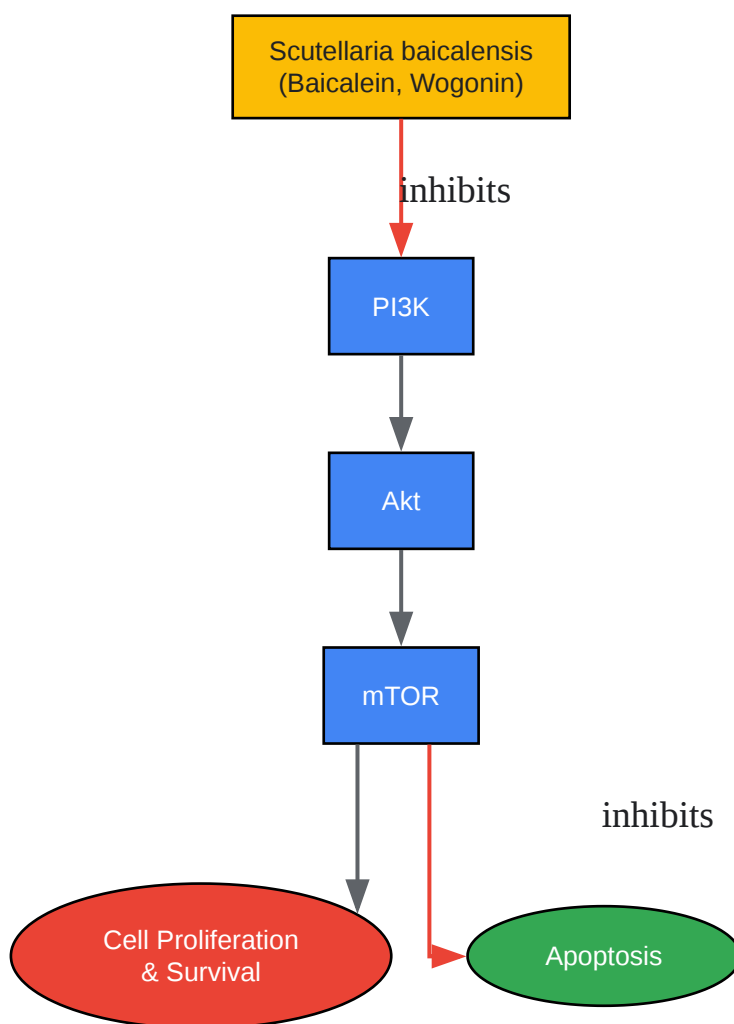 Scutellaria baicalensis
(Baicalein, Wogonin)
inhibits
PI3K
Akt
mTOR
inhibits
Cell Proliferation
& Survival
Apoptosis